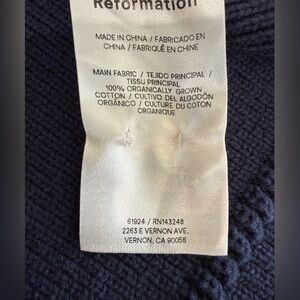 Reformation
MADE IN CHINA / FABRICADO EN
CHINA / FABRIQUÉ EN CHINE
MAIN FABRIC / TEJIDO PRINCIPAL /
TISSU PRINCIPAL
100% ORGANICALLY GROWN
COTTON / CULTIVO DEL ALGODÓN
ORGÁNICO / CULTURE DU COTON
ORGANIQUE
61924 / RN143248
2263 E VERNON AVE.
VERNON, CA 90058